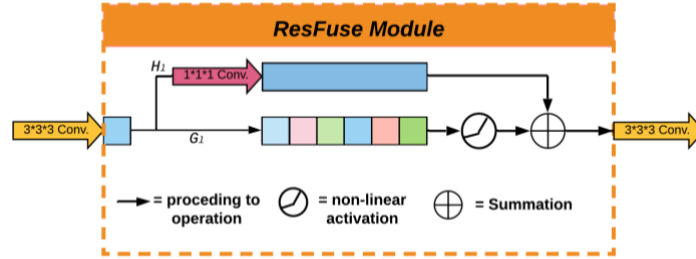 ResFuse Module
H1
1*1*1 Conv.
3*3*3 Conv.
G1
3*3*3 Conv.
= proceding to
operation
= non-linear
activation
= Summation